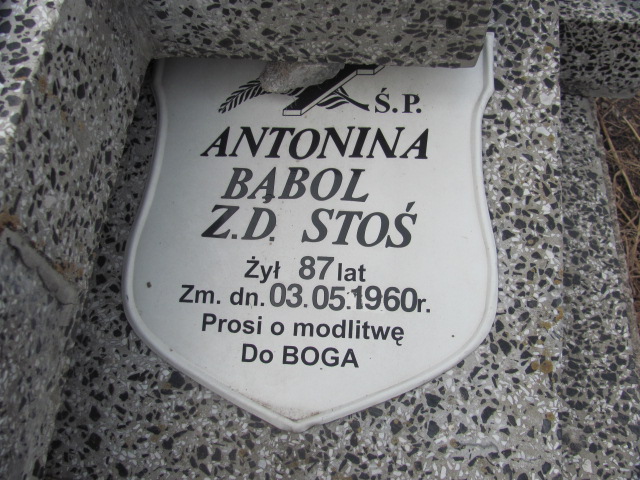 Ś.P.
ANTONINA
BĄBOL
Z.D. STOŚ
Żył 87 lat
Zm. dn. 03.05.1960r.
Prosi o modlitwę
Do BOGA